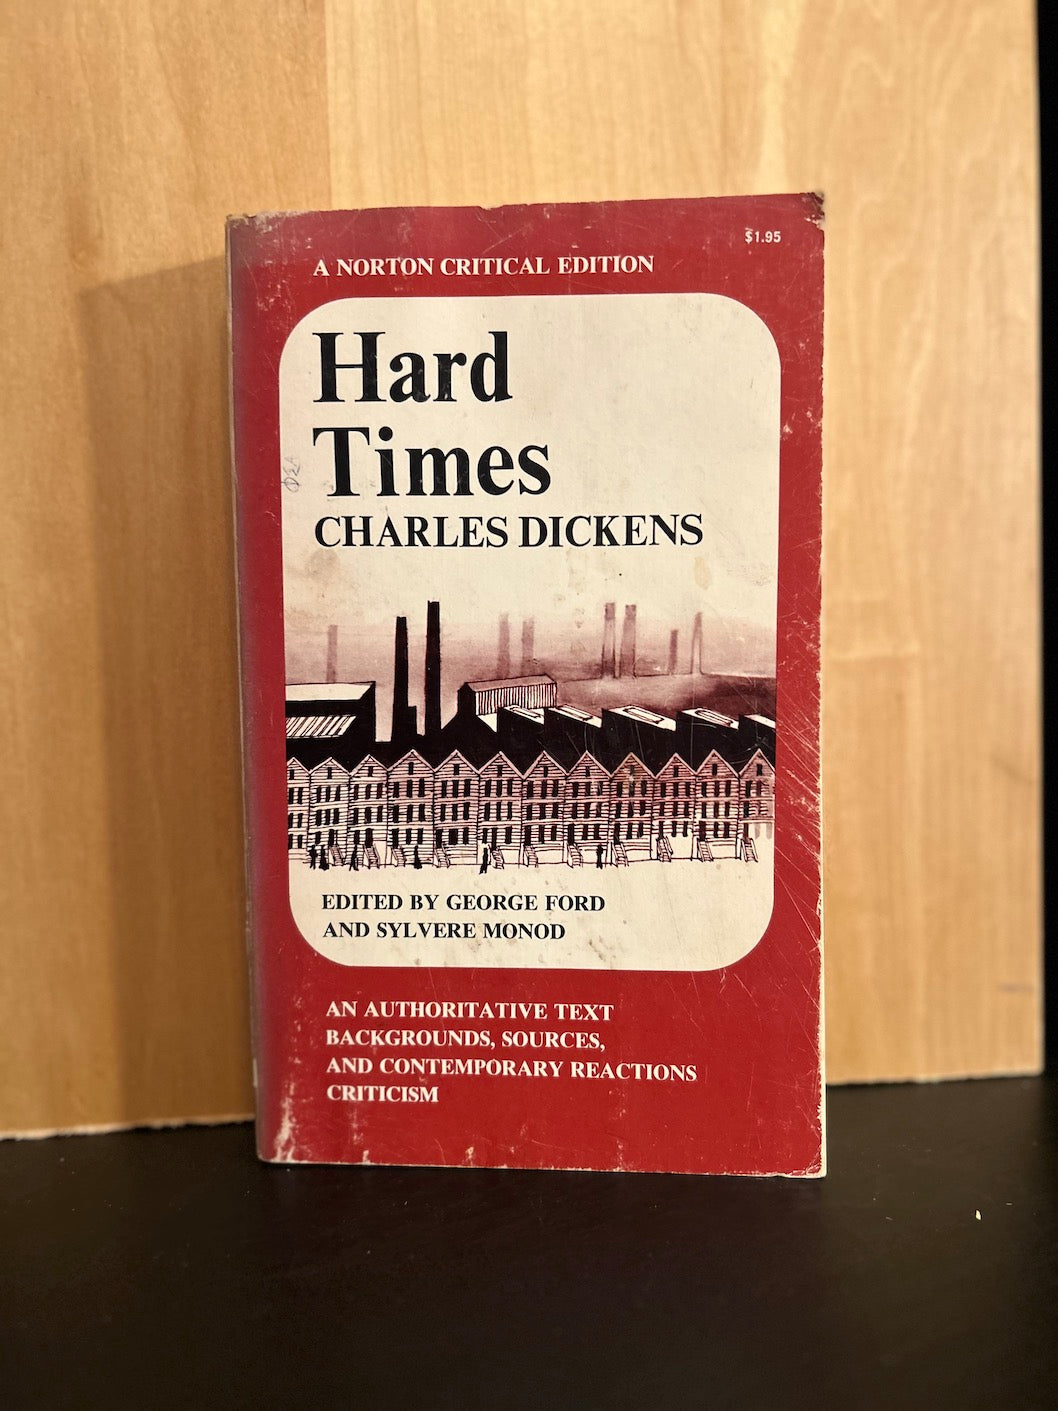 $1.95
A NORTON CRITICAL EDITION
Hard
Times
CHARLES DICKENS
EDITED BY GEORGE FORD
AND SYLVERE MONOD
AN AUTHORITATIVE TEXT
BACKGROUNDS, SOURCES,
AND CONTEMPORARY REACTIONS
CRITICISM